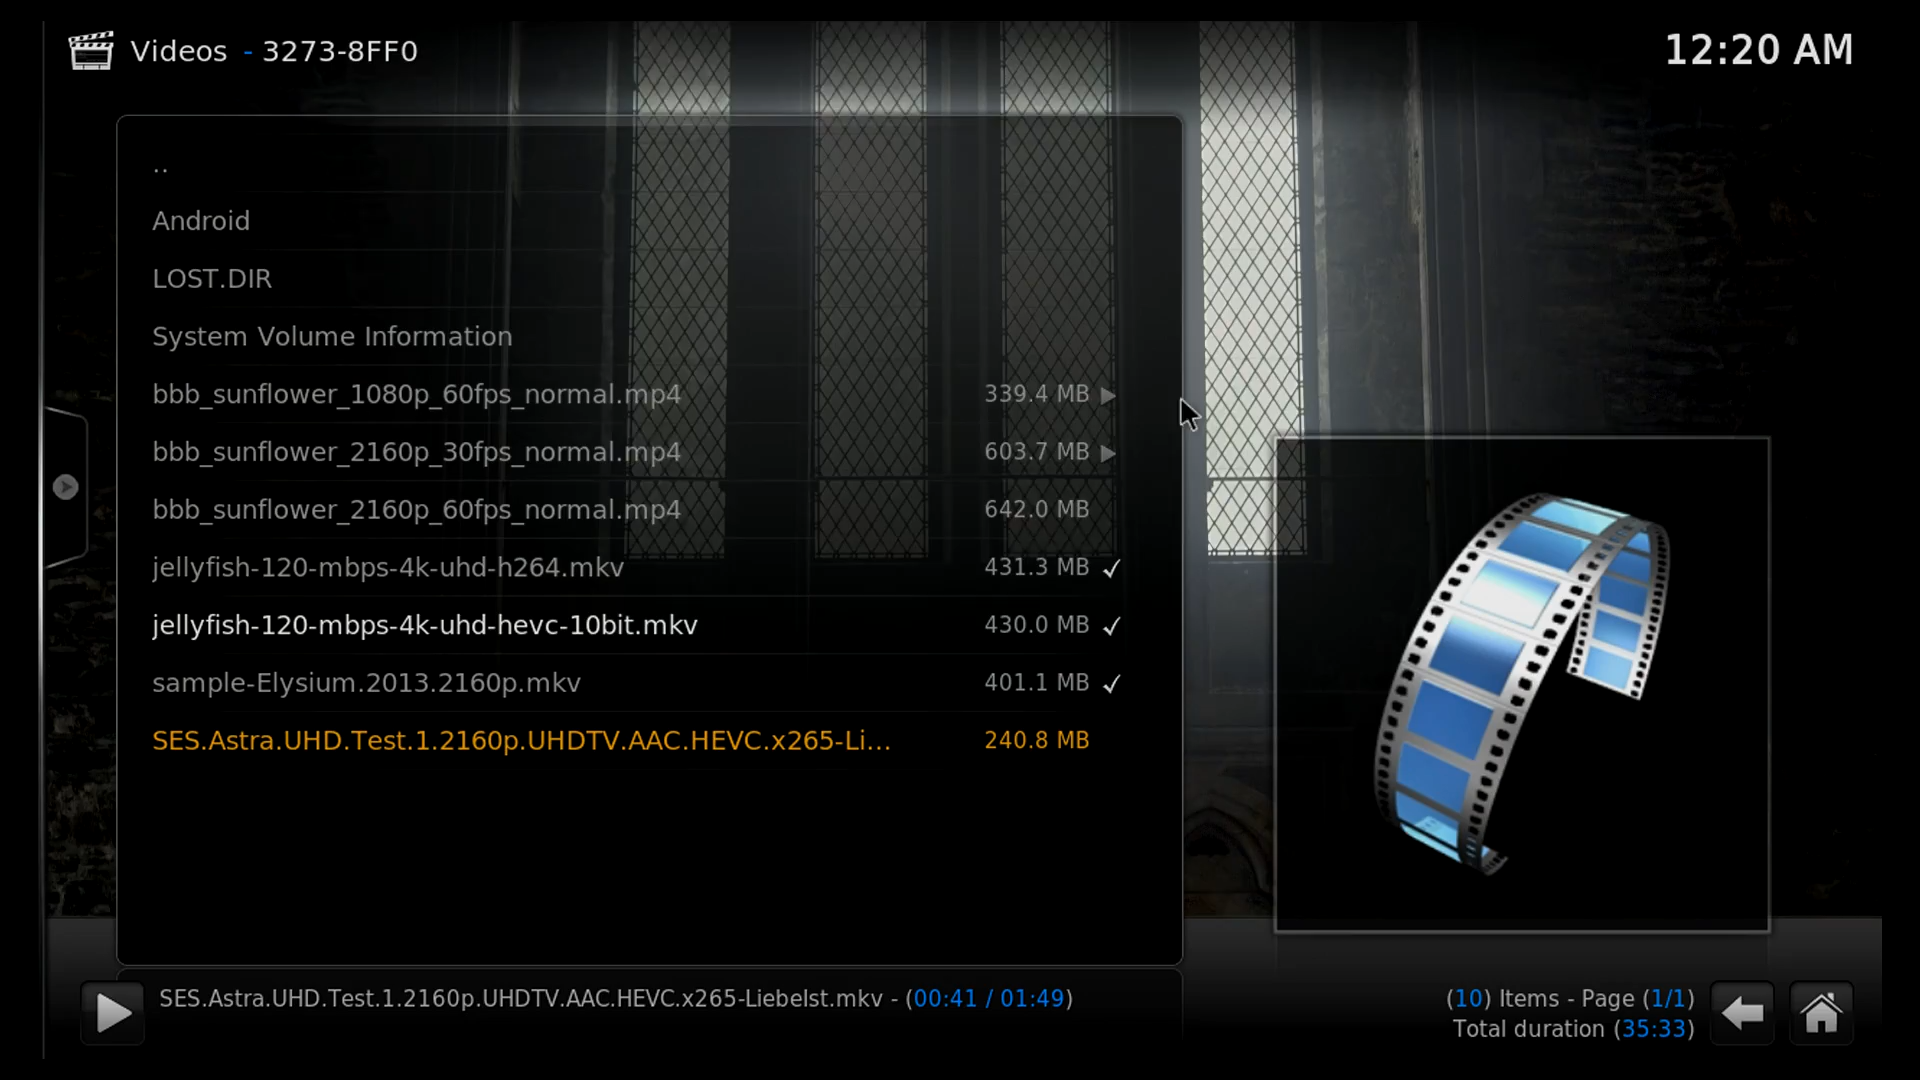 Videos - 3273-8FF0
12:20 AM
..
Android
LOST.DIR
System Volume Information
bbb_sunflower_1080p_60fps_normal.mp4 339.4 MB
bbb_sunflower_2160p_30fps_normal.mp4 603.7 MB
bbb_sunflower_2160p_60fps_normal.mp4 642.0 MB
jellyfish-120-mbps-4k-uhd-h264.mkv 431.3 MB
jellyfish-120-mbps-4k-uhd-hevc-10bit.mkv 430.0 MB
sample-Elysium.2013.2160p.mkv 401.1 MB
SES.Astra.UHD.Test.1.2160p.UHDTV.AAC.HEVC.x265-Li... 240.8 MB
SES.Astra.UHD.Test.1.2160p.UHDTV.AAC.HEVC.x265-Liebelst.mkv - (00:41 / 01:49)
(10) Items - Page (1/1)
Total duration (35:33)